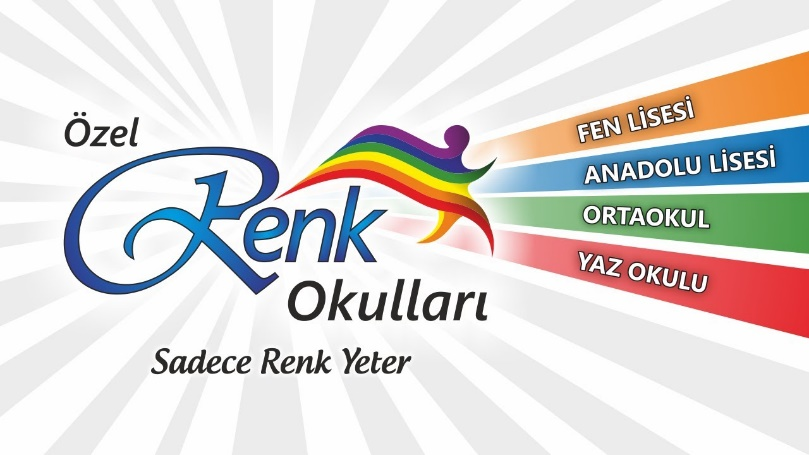 Özel
Renk
Okulları
Sadece Renk Yeter
FEN LİSESİ
ANADOLU LİSESİ
ORTAOKUL
YAZ OKULU